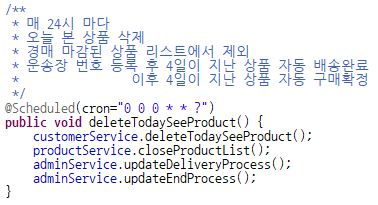 /**
 * 매 24시 마다
 * 오늘 본 상품 삭제
 * 경매 마감된 상품 리스트에서 제외
 * 운송장 번호 등록 후 4일이 지난 상품 자동 배송완료
 *              이후 4일이 지난 상품 자동 구매확정
 */
@Scheduled(cron="0 0 0 * * ?")
public void deleteTodaySeeProduct() {
    customerService.deleteTodaySeeProduct();
    productService.closeProductList();
    adminService.updateDeliveryProcess();
    adminService.updateEndProcess();
}